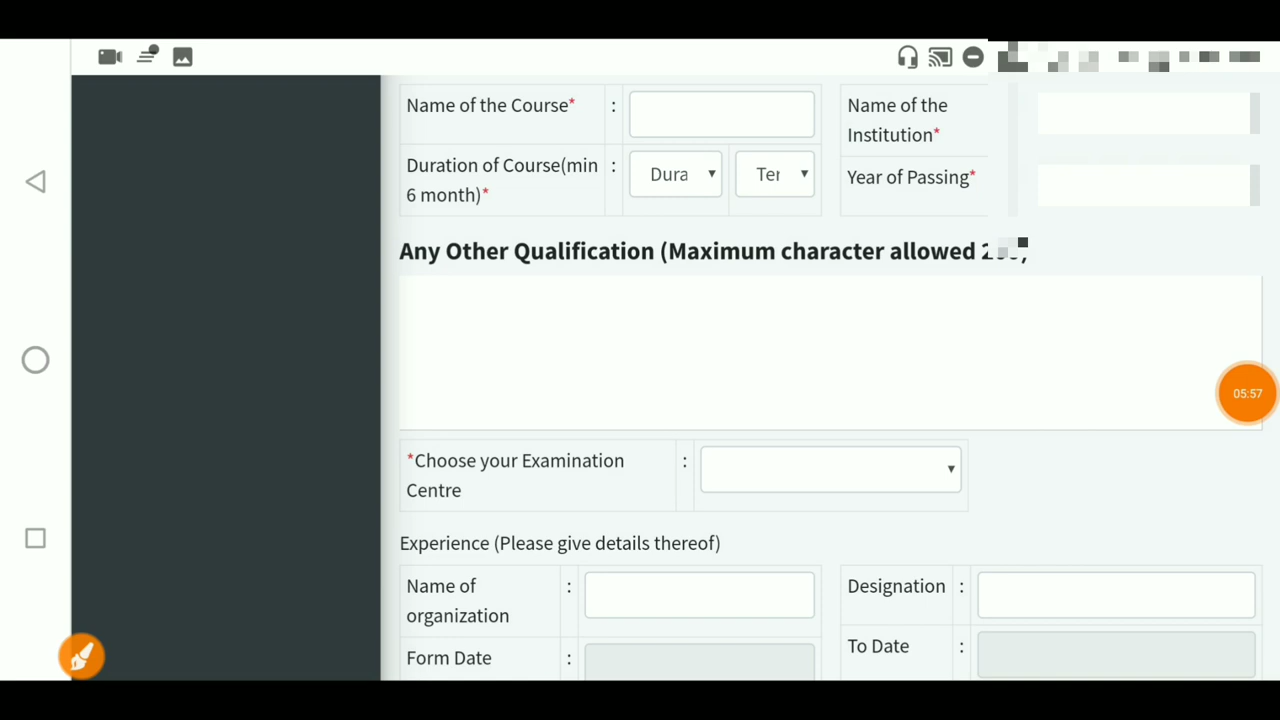 Name of the Course* :
Name of the
Institution*
Duration of Course(min
6 month)* : Dura Ter
Year of Passing*
Any Other Qualification (Maximum character allowed
05:57
*Choose your Examination
Centre :
Experience (Please give details thereof)
Name of
organization :
Designation :
Form Date :
To Date :